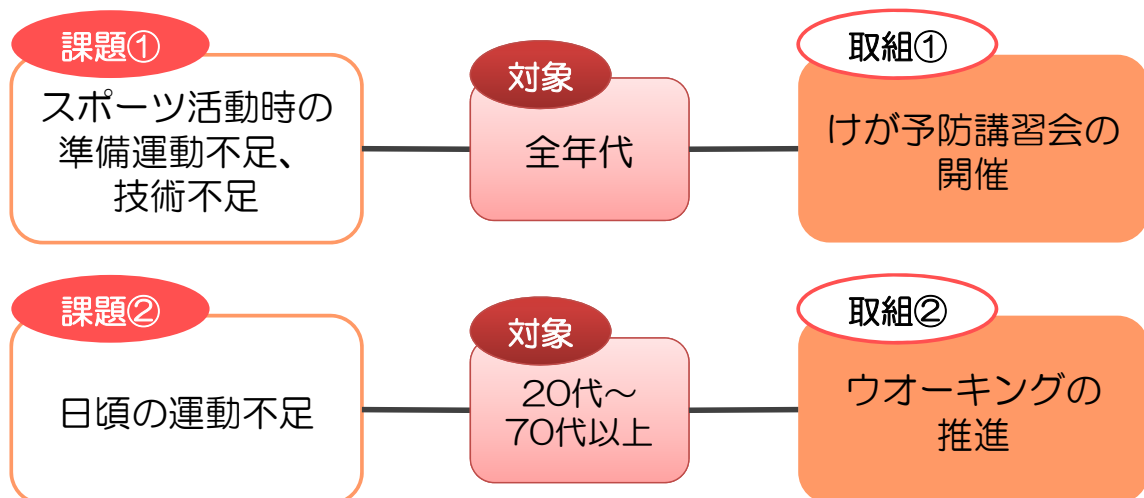 課題①
スポーツ活動時の
準備運動不足、
技術不足
対象
全年代
取組①
けが予防講習会の
開催
課題②
日頃の運動不足
対象
20代～
70代以上
取組②
ウオーキングの
推進